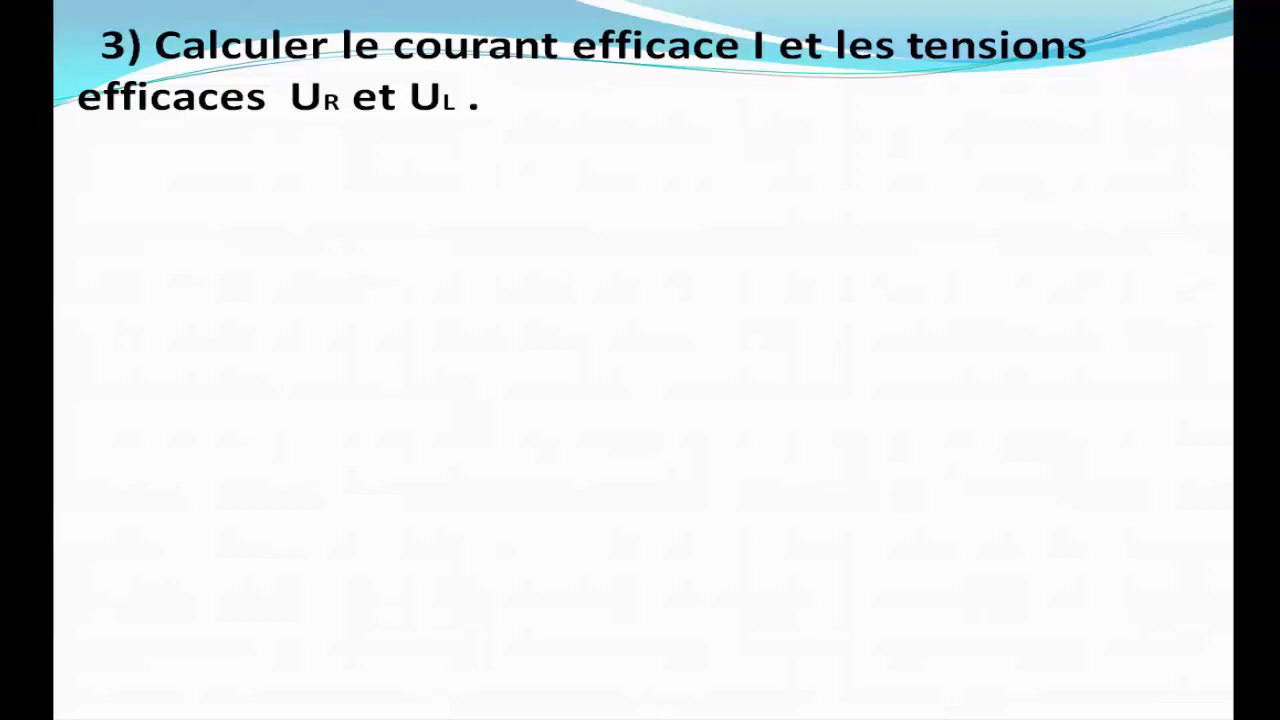 3) Calculer le courant efficace I et les tensions
efficaces UR et UL .